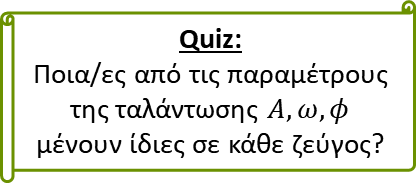 Quiz:
Ποια/ες από τις παραμέτρους
της ταλάντωσης A, ω, ϕ
μένουν ίδιες σε κάθε ζεύγος?